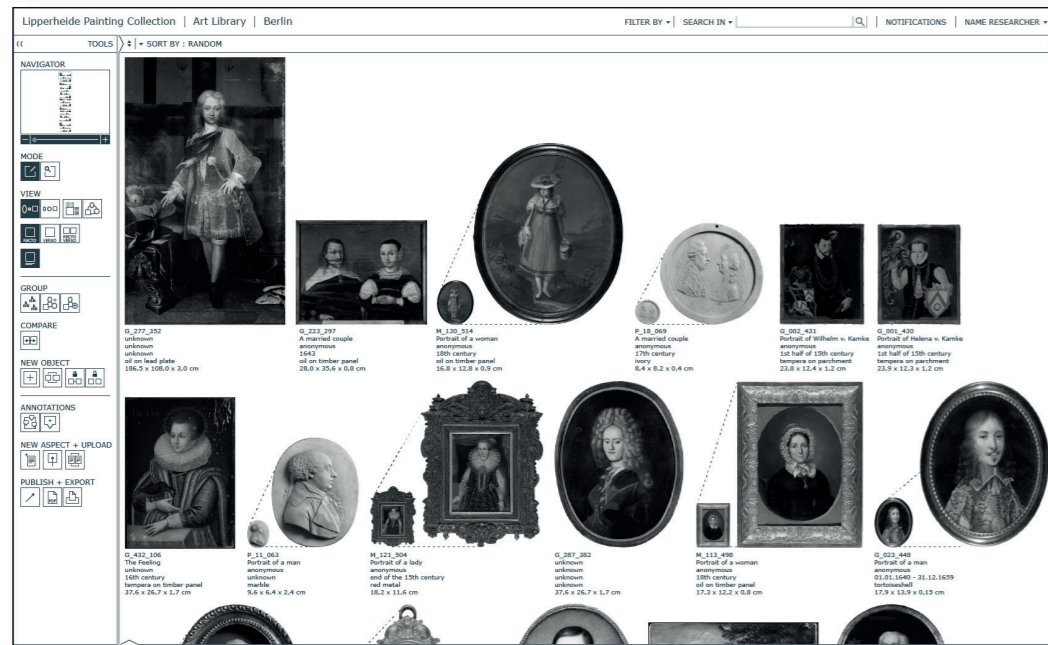 Lipperheide Painting Collection | Art Library | Berlin
FILTER BY
SEARCH IN
NOTIFICATIONS
NAME RESEARCHER
TOOLS
SORT BY : RANDOM
NAVIGATOR
MODE
VIEW
RECTO
VERSO
RECTO
VERSO
GROUP
COMPARE
NEW OBJECT
ANNOTATIONS
NEW ASPECT + UPLOAD
PUBLISH + EXPORT
PDF
G_277_352
unknown
unknown
unknown
oil on lead plate
186,5 x 108,0 x 3,0 cm
G_223_297
A married couple
anonymous
1643
oil on timber panel
28,0 x 35,6 x 0,8 cm
M_130_514
Portrait of a woman
anonymous
18th century
oil on timber panel
16,8 x 12,8 x 0,9 cm
P_18_069
A married couple
anonymous
17th century
ivory
8,4 x 8,2 x 0,4 cm
G_002_431
Portrait of Wilhelm v. Kamke
anonymous
1st half of 15th century
tempera on parchment
23,8 x 12,4 x 1,2 cm
G_001_430
Portrait of Helena v. Kamke
anonymous
1st half of 15th century
tempera on parchment
23,9 x 12,3 x 1,2 cm
G_432_106
The Feeling
unknown
16th century
tempera on timber panel
37,6 x 26,7 x 1,7 cm
P_11_063
Portrait of a man
anonymous
unknown
marble
9,6 x 6,4 x 2,4 cm
M_121_504
Portrait of a lady
anonymous
end of the 15th century
red metal
18,2 x 11,6 cm
G_287_382
unknown
unknown
unknown
unknown
37,6 x 26,7 x 1,7 cm
M_113_498
Portrait of a woman
anonymous
18th century
oil on timber panel
17,3 x 12,2 x 0,8 cm
G_023_448
Portrait of a man
anonymous
01.01.1640 - 31.12.1659
tortoiseshell
17,9 x 13,9 x 0,15 cm